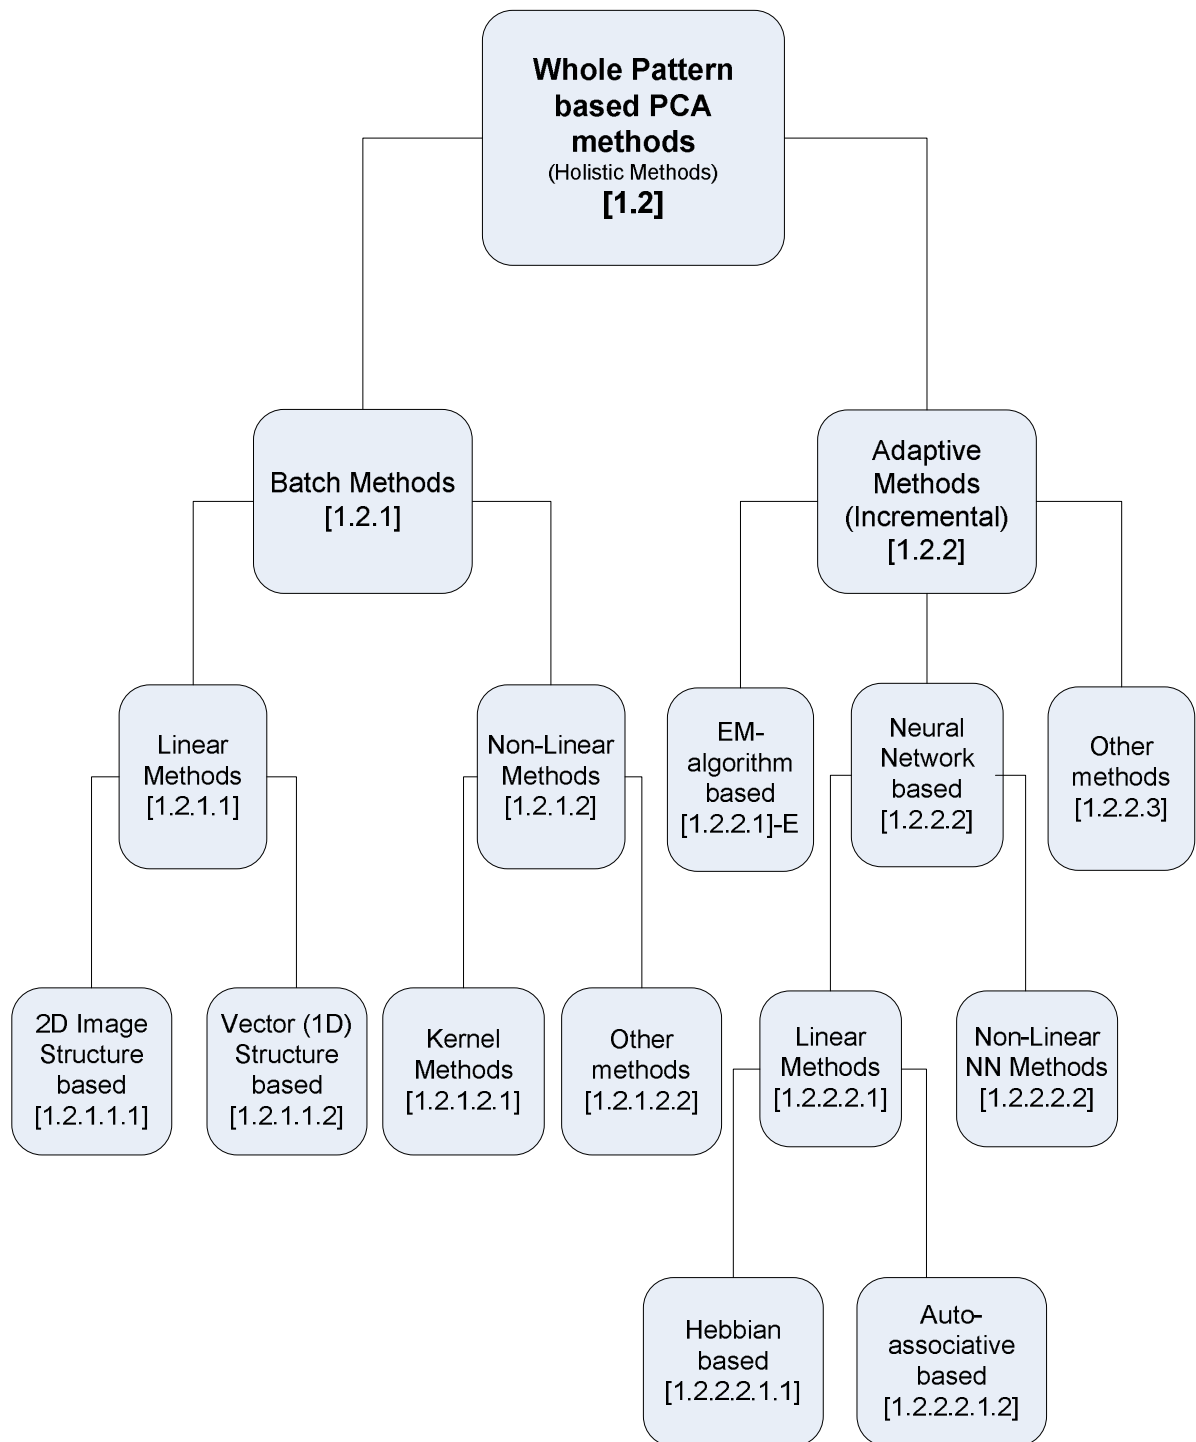 Whole Pattern
based PCA
methods
(Holistic Methods)
[1.2]
Batch Methods
[1.2.1]
Adaptive
Methods
(Incremental)
[1.2.2]
Linear
Methods
[1.2.1.1]
Non-Linear
Methods
[1.2.1.2]
EM-
algorithm
based
[1.2.2.1]-E
Neural
Network
based
[1.2.2.2]
Other
methods
[1.2.2.3]
2D Image
Structure
based
[1.2.1.1.1]
Vector (1D)
Structure
based
[1.2.1.1.2]
Kernel
Methods
[1.2.1.2.1]
Other
methods
[1.2.1.2.2]
Linear
Methods
[1.2.2.2.1]
Non-Linear
NN Methods
[1.2.2.2.2]
Hebbian
based
[1.2.2.2.1.1]
Auto-
associative
based
[1.2.2.2.1.2]